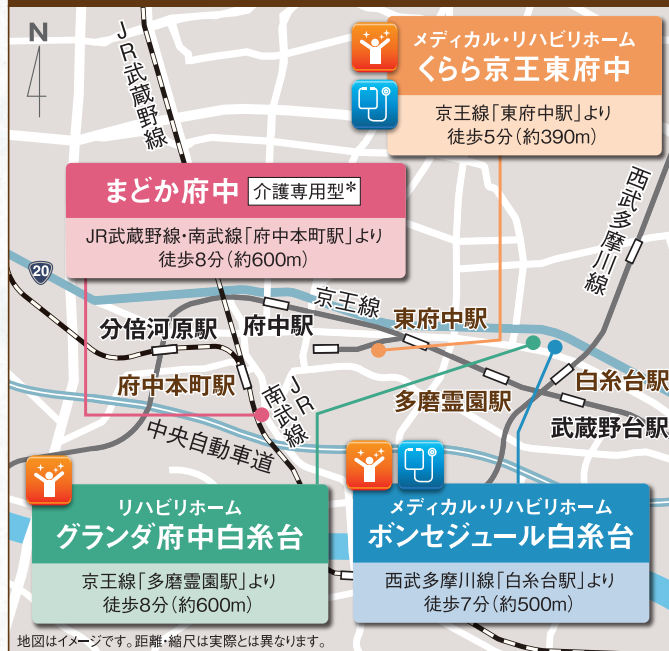 N
JR武蔵野線
メディカル・リハビリホーム
くらら京王東府中
京王線「東府中駅」より
徒歩5分(約390m)
まどか府中 介護専用型*
JR武蔵野線・南武線「府中本町駅」より
徒歩8分(約600m)
西武多摩川線
20
京王線
分倍河原駅
府中駅
東府中駅
府中本町駅
多磨霊園駅
白糸台駅
武蔵野台駅
JR南武線
中央自動車道
リハビリホーム
グランダ府中白糸台
京王線「多磨霊園駅」より
徒歩8分(約600m)
メディカル・リハビリホーム
ボンセジュール白糸台
西武多摩川線「白糸台駅」より
徒歩7分(約500m)
地図はイメージです。距離・縮尺は実際とは異なります。